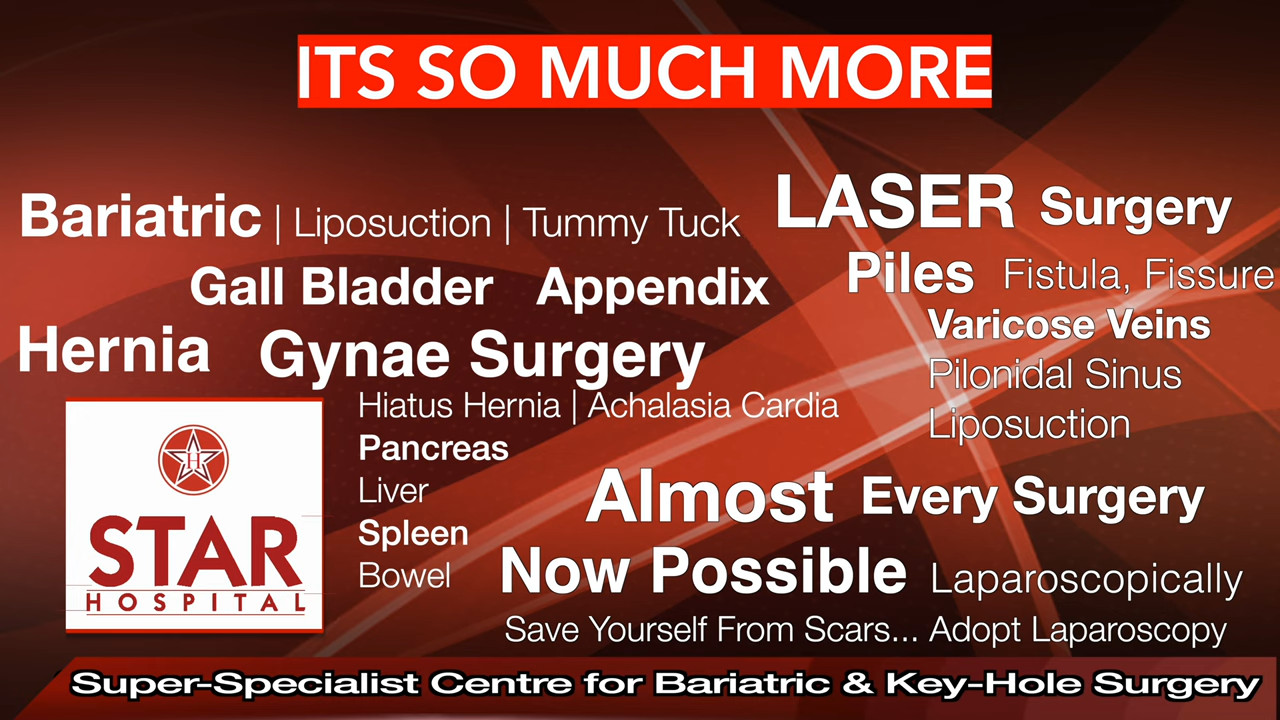 ITS SO MUCH MORE
Bariatric | Liposuction | Tummy Tuck
Gall Bladder Appendix
Hernia Gynae Surgery
Hiatus Hernia | Achalasia Cardia
Pancreas
Liver
Spleen
Bowel
LASER Surgery
Piles Fistula, Fissure
Varicose Veins
Pilonidal Sinus
Liposuction
Almost Every Surgery
Now Possible Laparoscopically
Save Yourself From Scars... Adopt Laparoscopy
H
STAR
HOSPITAL
Super-Specialist Centre for Bariatric & Key-Hole Surgery